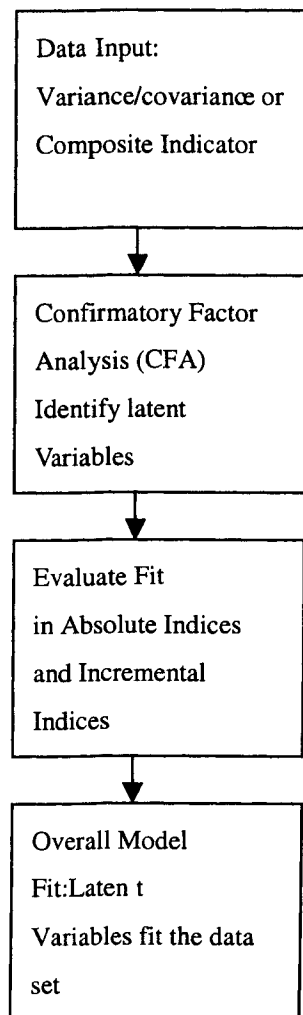 Data Input:
Variance/covariance or
Composite Indicator
Confirmatory Factor
Analysis (CFA)
Identify latent
Variables
Evaluate Fit
in Absolute Indices
and Incremental
Indices
Overall Model
Fit:Laten t
Variables fit the data
set